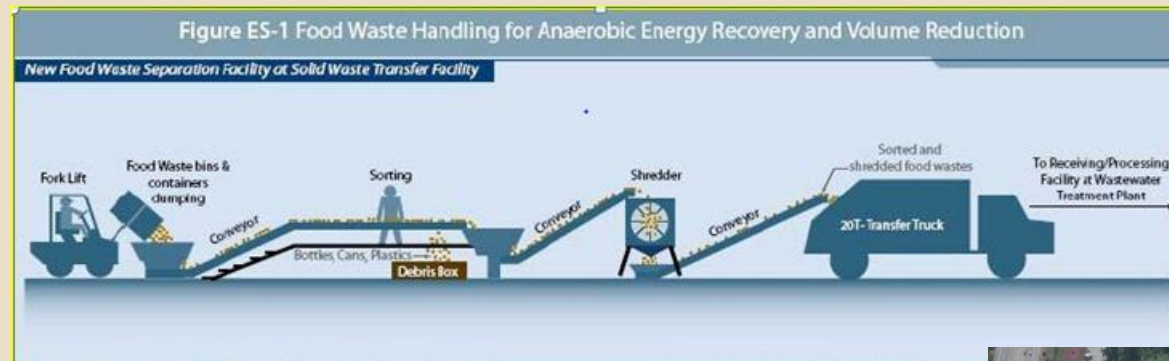 Figure ES-1 Food Waste Handling for Anaerobic Energy Recovery and Volume Reduction
New Food Waste Separation Facility at Solid Waste Transfer Facility
Fork Lift
Food Waste bins &
containers
dumping
Conveyor
Sorting
Bottles, Cans, Plastics
Debris Box
Conveyor
Shredder
Conveyor
Sorted and
shredded food wastes
20T-Transfer Truck
To Receiving/Processing
Facility at Wastewater
Treatment Plant